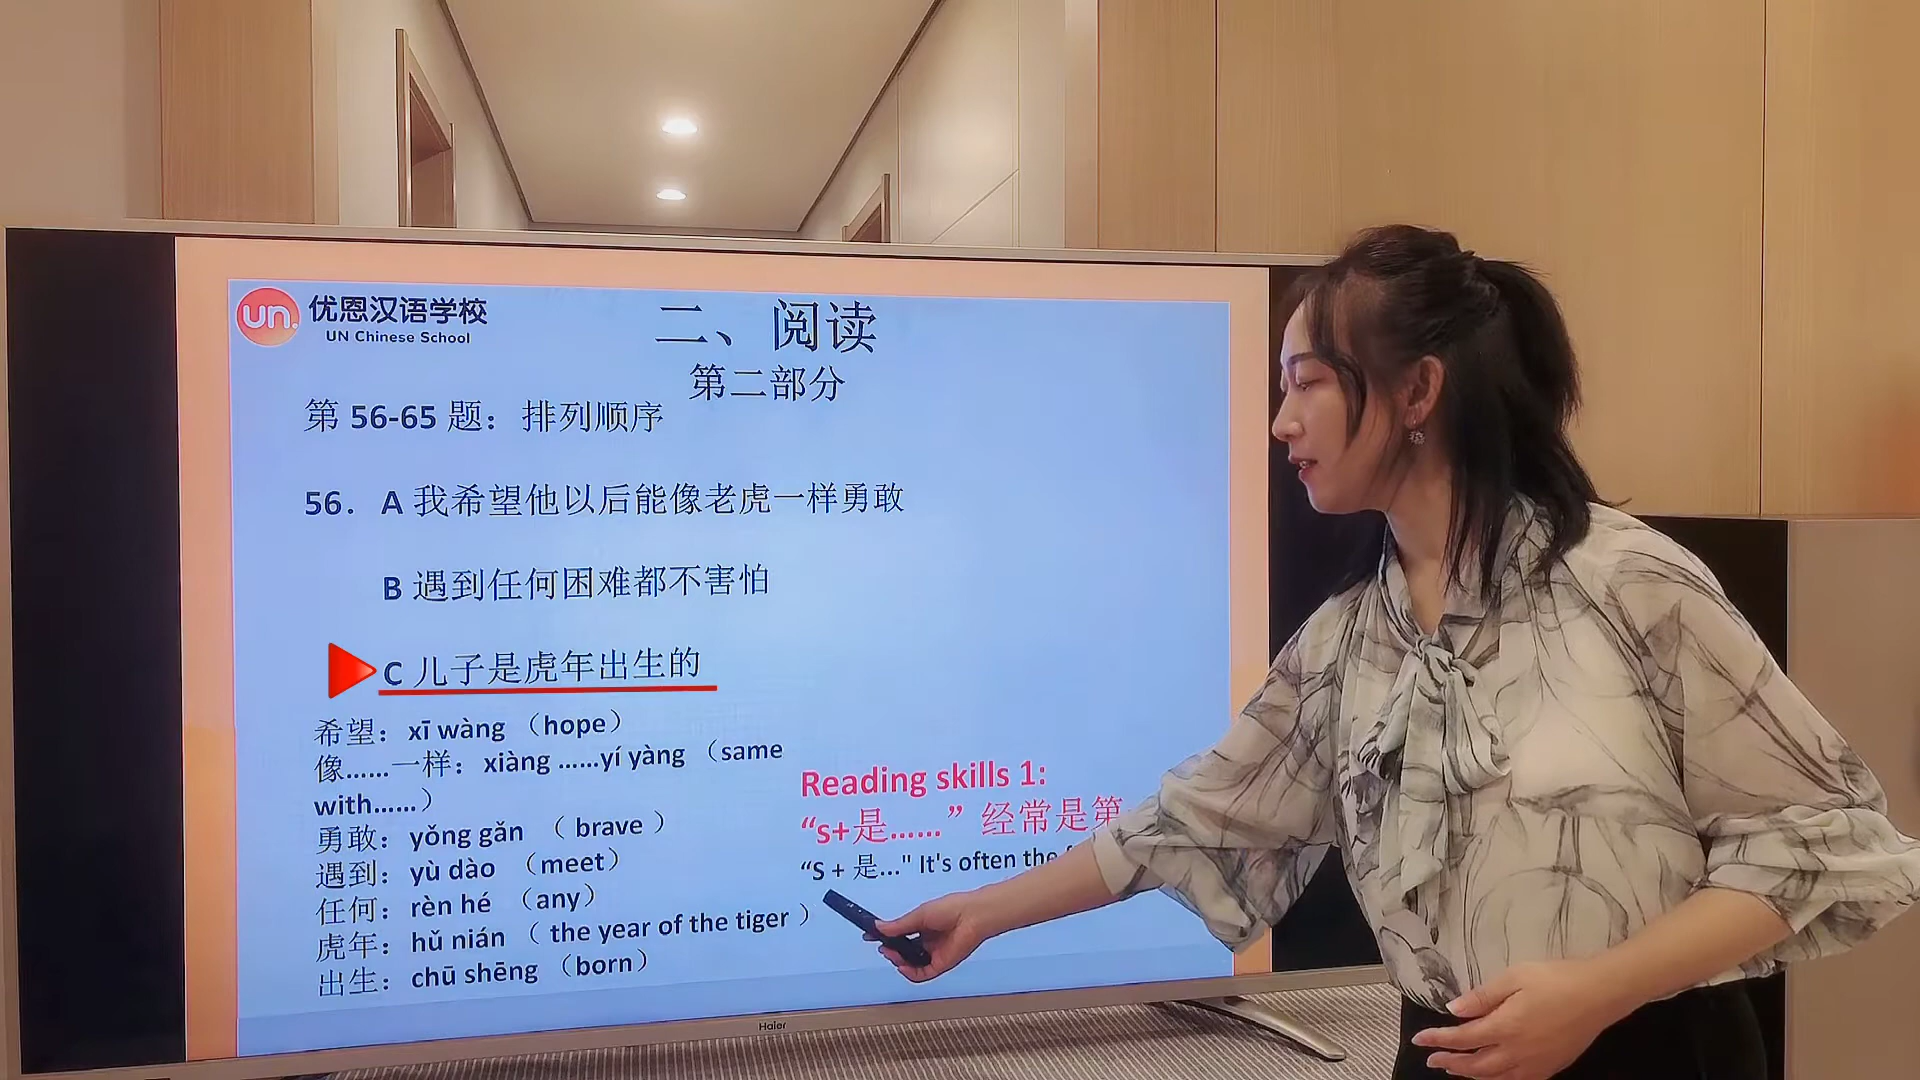 un
优恩汉语学校
UN Chinese School
二、阅读
第二部分
第 56-65 题：排列顺序
56. A 我希望他以后能像老虎一样勇敢
B 遇到任何困难都不害怕
C 儿子是虎年出生的
希望：xī wàng （hope）
像……一样：xiàng ……yí yàng （same
with……）
勇敢：yǒng gǎn （ brave ）
遇到：yù dào （meet）
任何：rèn hé （any）
虎年：hǔ nián （ the year of the tiger ）
出生：chū shēng （born）
Reading skills 1:
“s+是……” 经常是第
“S + 是..." It's often the
Haier